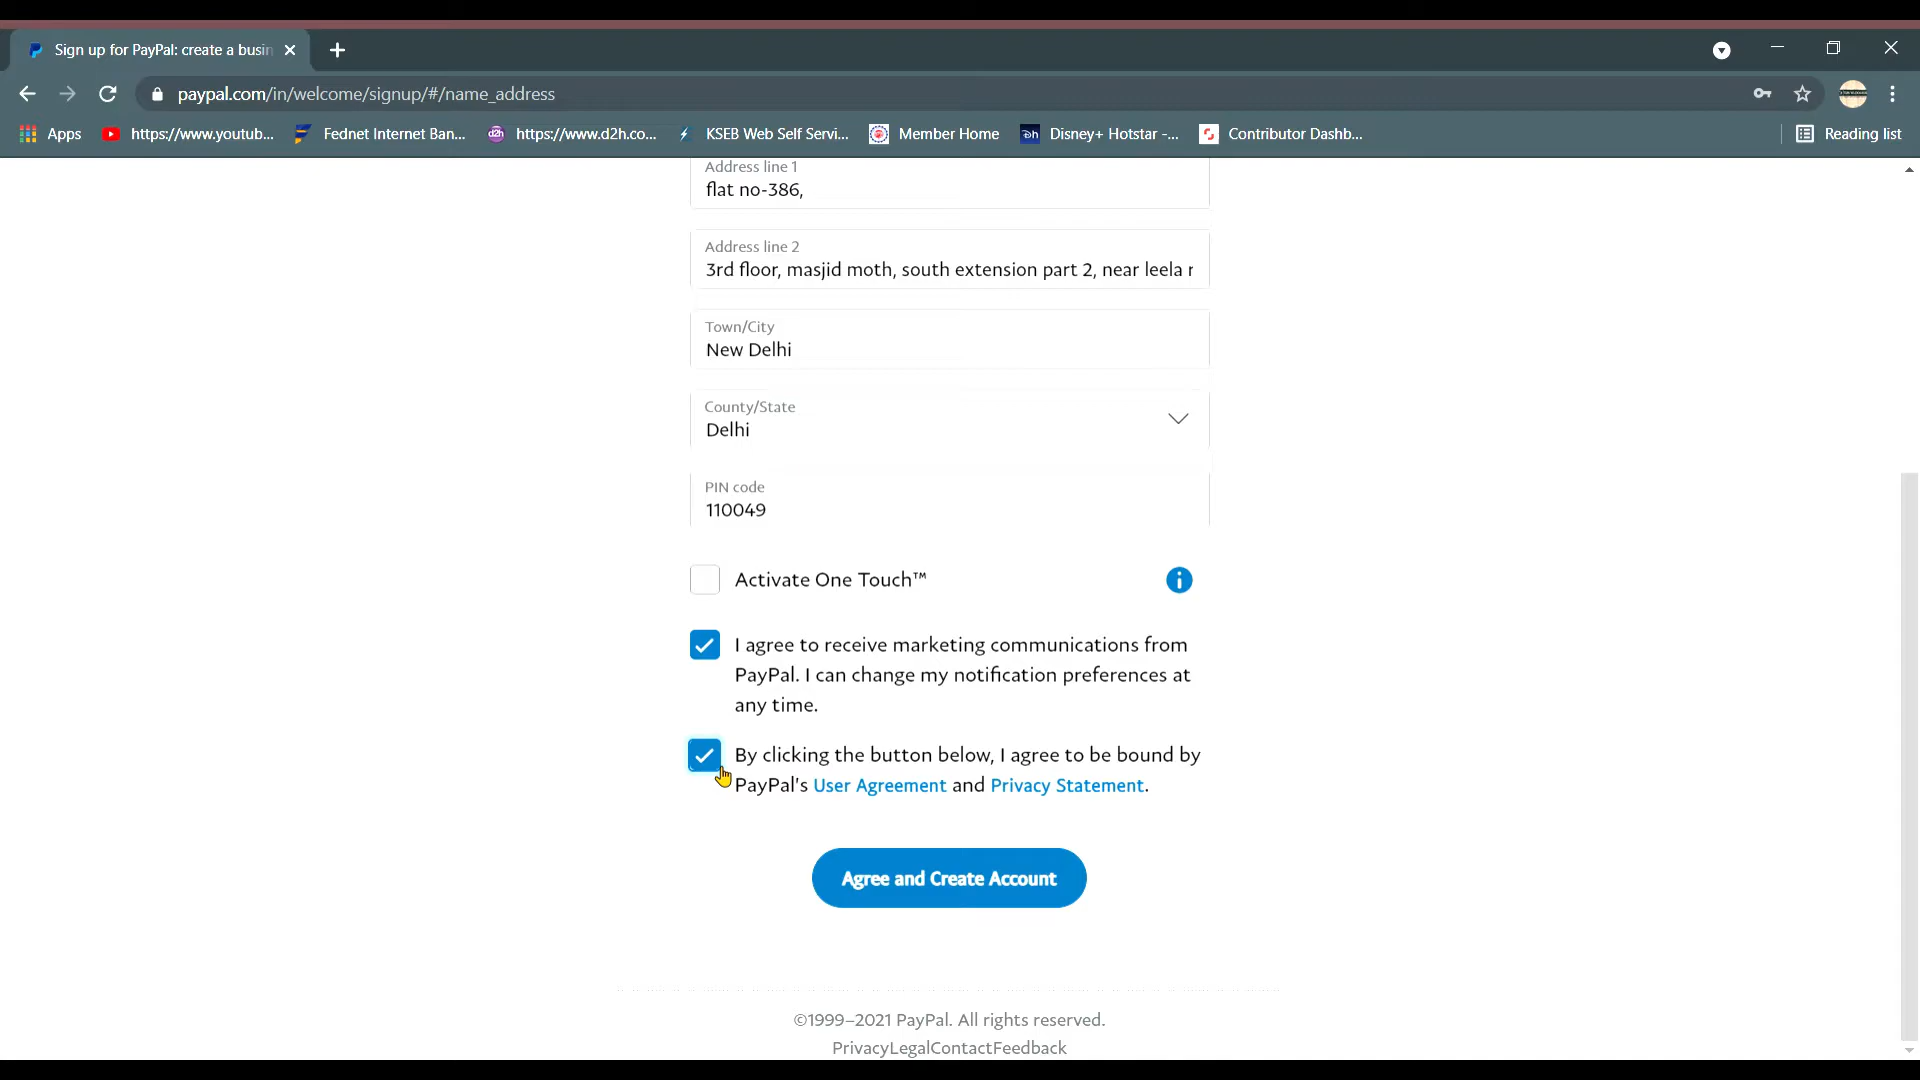 Sign up for PayPal: create a busin
paypal.com/in/welcome/signup/#/name_address
Apps https://www.youtub... Fednet Internet Ban... d2h https://www.d2h.co... KSEB Web Self Servi... Member Home Disney+ Hotstar -... Contributor Dashb... Reading list
Address line 1
flat no-386,
Address line 2
3rd floor, masjid moth, south extension part 2, near leela r
Town/City
New Delhi
County/State
Delhi
PIN code
110049
Activate One Touch™
I agree to receive marketing communications from
PayPal. I can change my notification preferences at
any time.
By clicking the button below, I agree to be bound by
PayPal's User Agreement and Privacy Statement.
Agree and Create Account
©1999–2021 PayPal. All rights reserved.
PrivacyLegalContactFeedback